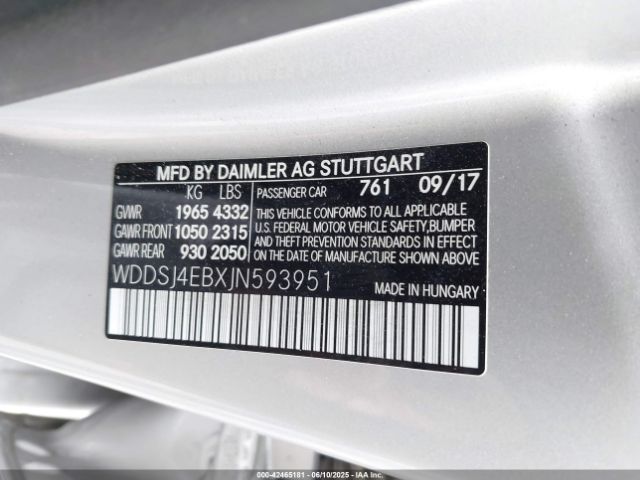 MFD BY DAIMLER AG STUTTGART
KG LBS PASSENGER CAR 761 09/17
GVWR 1965 4332 THIS VEHICLE CONFORMS TO ALL APPLICABLE
GAWR FRONT 1050 2315 U.S. FEDERAL MOTOR VEHICLE SAFETY, BUMPER
GAWR REAR 930 2050 AND THEFT PREVENTION STANDARDS IN EFFECT
ON THE DATE OF MANUFACTURE SHOWN ABOVE.
WDDSJ4EBXJN593951 MADE IN HUNGARY
000-42465181 - 06/10/2025 - IAAI.COM